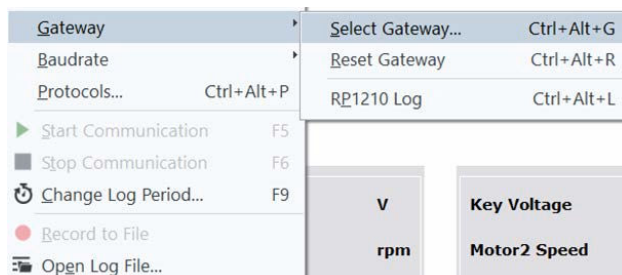 Gateway
Baudrate
Protocols... Ctrl+Alt+P
Start Communication F5
Stop Communication F6
Change Log Period... F9
Record to File
Open Log File...
Select Gateway... Ctrl+Alt+G
Reset Gateway Ctrl+Alt+R
RP1210 Log Ctrl+Alt+L
V Key Voltage
rpm Motor2 Speed